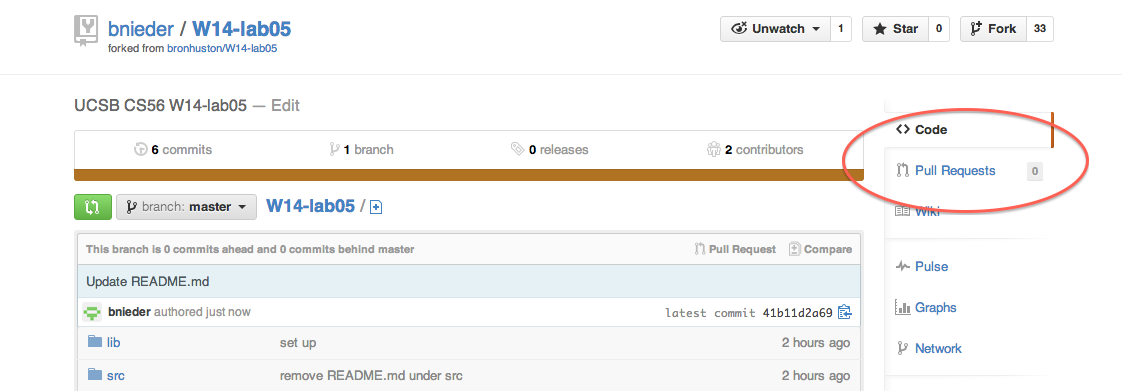 bnieder / W14-lab05
forked from bronhuston/W14-lab05
Unwatch 1 Star 0 Fork 33
UCSB CS56 W14-lab05 — Edit
6 commits 1 branch 0 releases 2 contributors
branch: master W14-lab05 /
This branch is 0 commits ahead and 0 commits behind master Pull Request Compare
Update README.md
bnieder authored just now latest commit 41b11d2a69
lib set up 2 hours ago
src remove README.md under src 2 hours ago
Code
Pull Requests 0
Wiki
Pulse
Graphs
Network